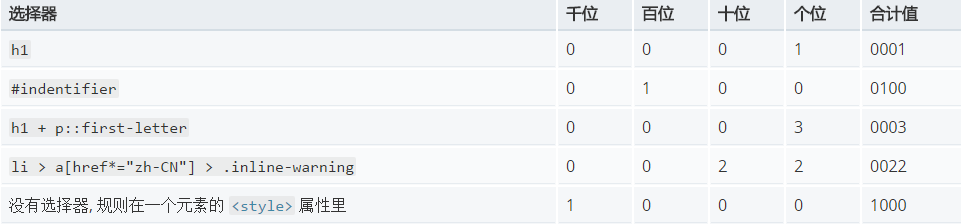 选择器 千位 百位 十位 个位 合计值
h1 0 0 0 1 0001
#indentifier 0 1 0 0 0100
h1 + p::first-letter 0 0 0 3 0003
li > a[href*="zh-CN"] > .inline-warning 0 0 2 2 0022
没有选择器, 规则在一个元素的 <style> 属性里 1 0 0 0 1000